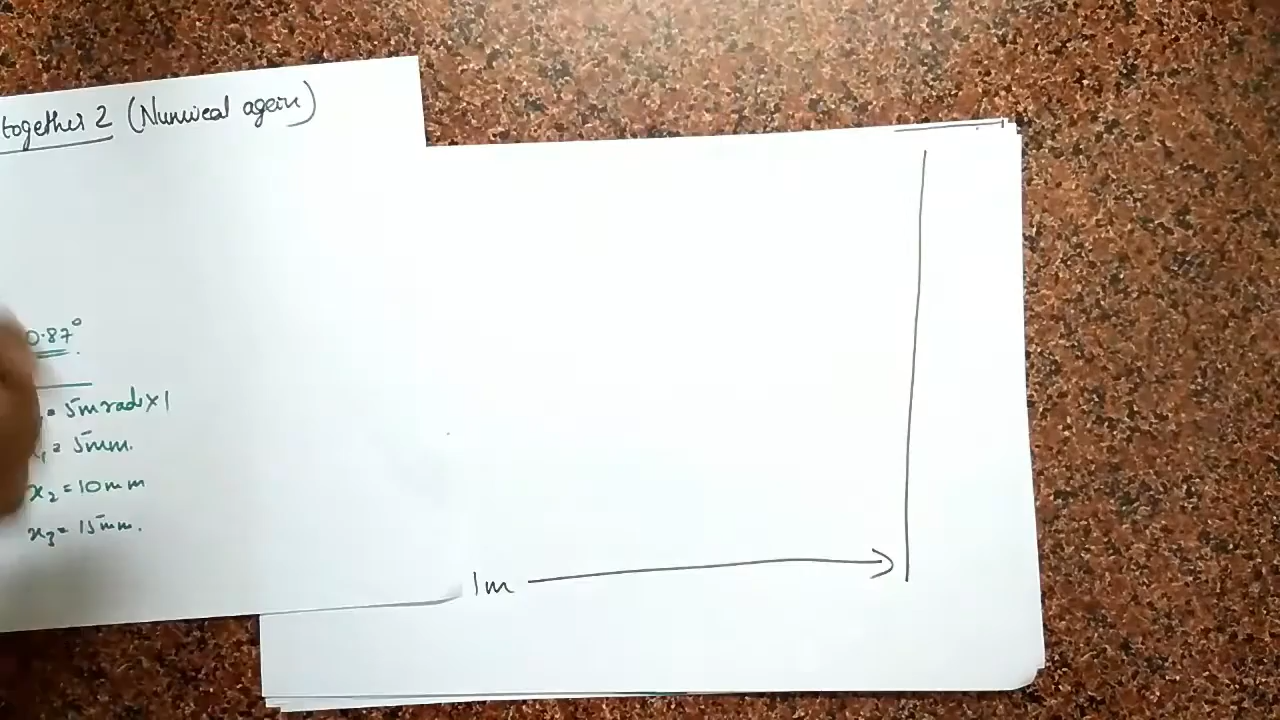 together 2 (Numerical again)
0.87°
= 5mrad × 1
= 5mm.
x₂ = 10mm
x₃ = 15mm.
1m